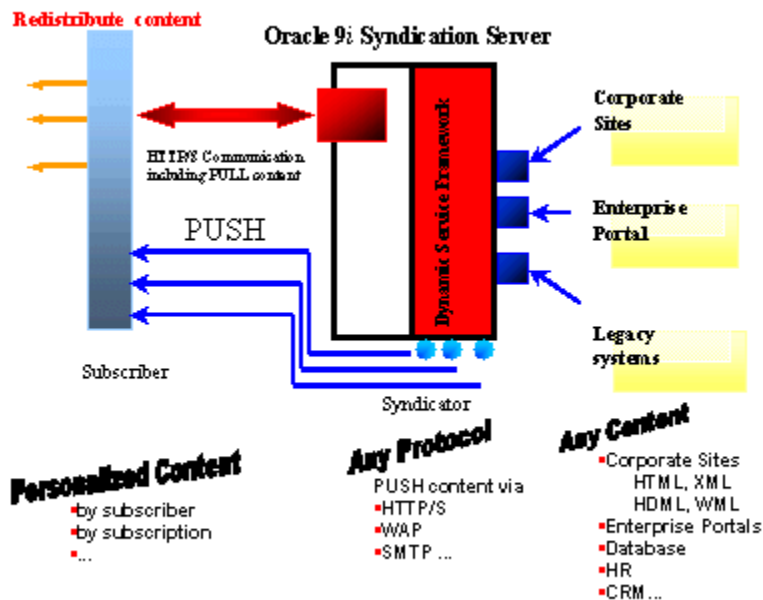 Redistribute content
Oracle 9i Syndication Server
HTTP/S Communication
including PULL content
PUSH
Dynamic Service Framework
Corporate
Sites
Enterprise
Portal
Legacy
systems
Subscriber
Syndicator
Personalized Content
by subscriber
by subscription
...
Any Protocol
PUSH content via
HTTP/S
WAP
SMTP ...
Any Content
Corporate Sites
HTML, XML
HDML, WML
Enterprise Portals
Database
HR
CRM...